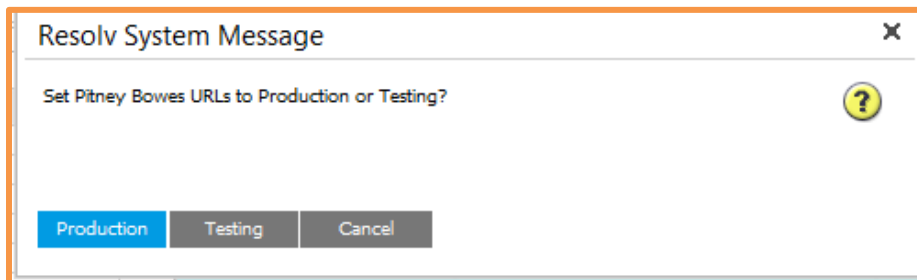 Resolv System Message
Set Pitney Bowes URLs to Production or Testing?
?
Production Testing Cancel